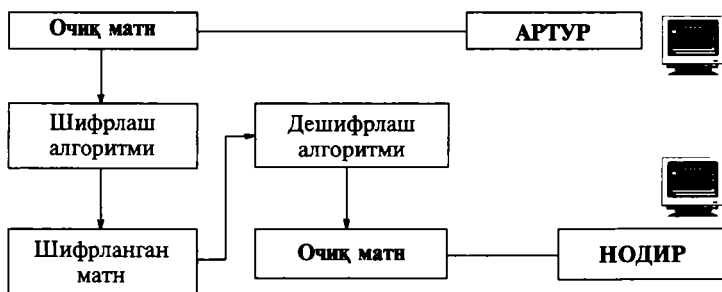 Очиқ матн
АРТУР
Шифрлаш
алгоритми
Дешифрлаш
алгоритми
Шифрланган
матн
Очиқ матн
НОДИР